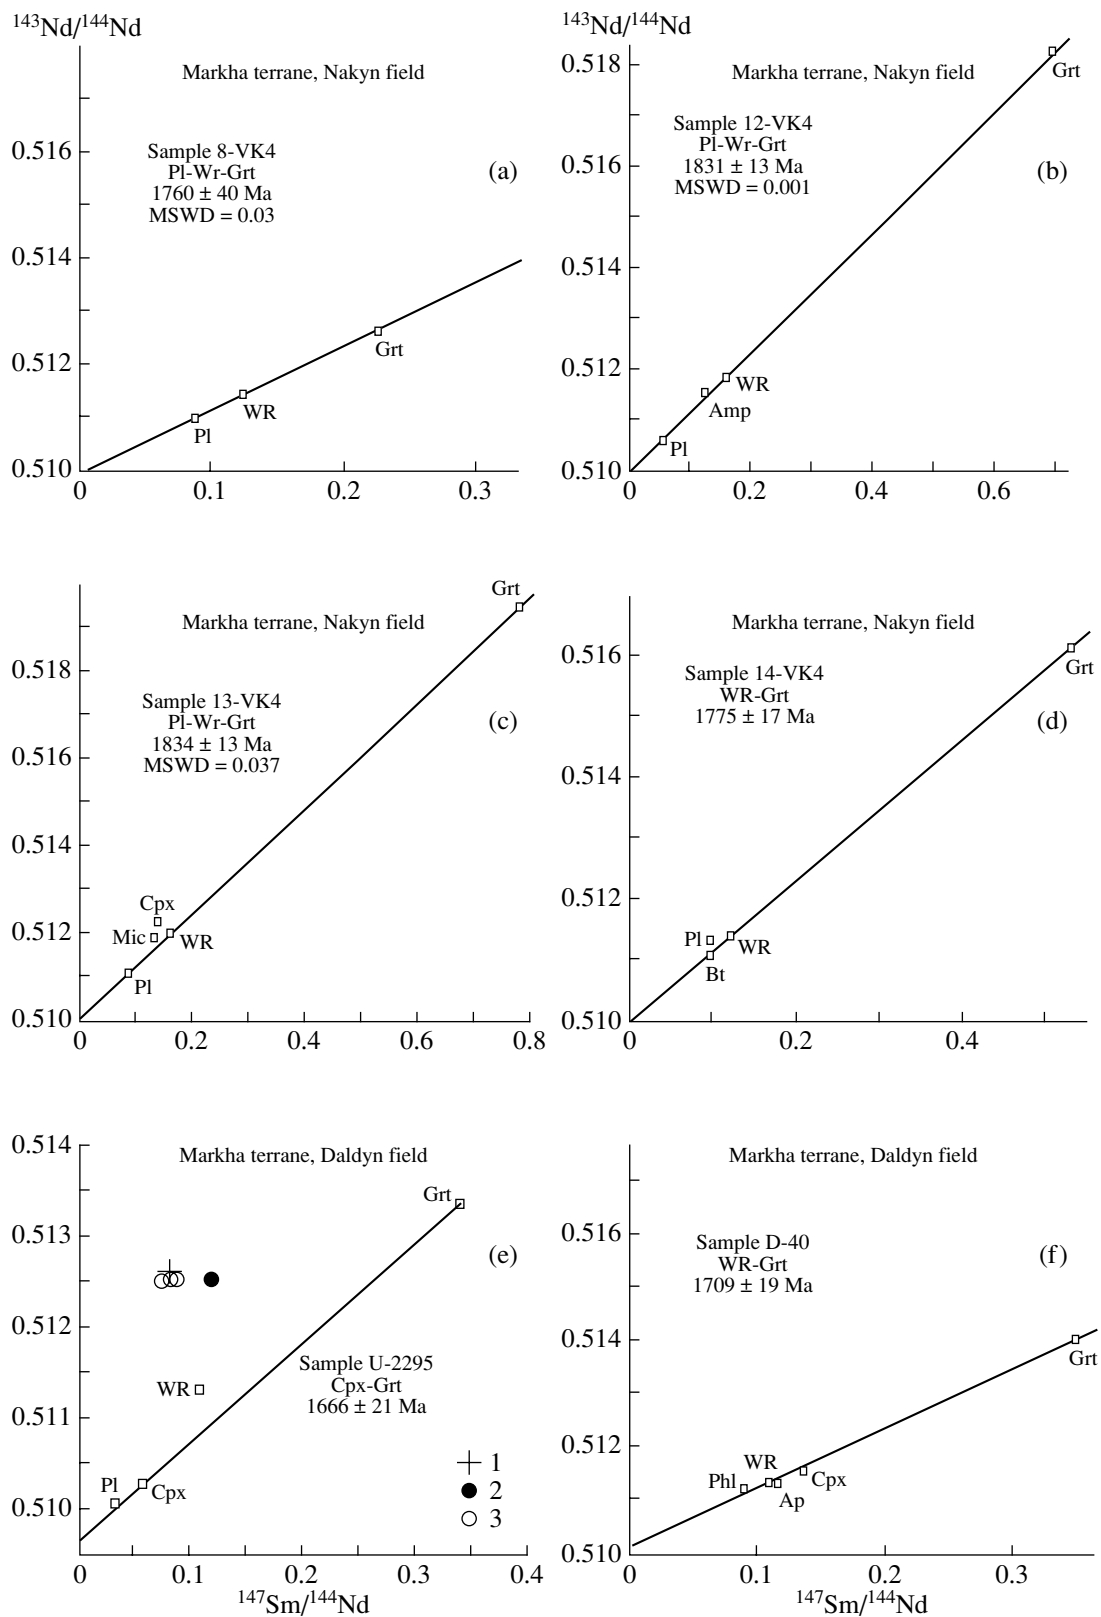 143Nd/144Nd
Markha terrane, Nakyn field
Sample 8-VK4
Pl-Wr-Grt
1760 ± 40 Ma
MSWD = 0.03
(a)
0.516
0.514
0.512
0.510
Grt
WR
Pl
0 0.1 0.2 0.3
143Nd/144Nd
Markha terrane, Nakyn field
Sample 12-VK4
Pl-Wr-Grt
1831 ± 13 Ma
MSWD = 0.001
(b)
0.518
0.516
0.514
0.512
0.510
Grt
WR
Amp
Pl
0 0.2 0.4 0.6
Markha terrane, Nakyn field
Sample 13-VK4
Pl-Wr-Grt
1834 ± 13 Ma
MSWD = 0.037
(c)
0.518
0.516
0.514
0.512
0.510
Grt
Cpx
Mic
WR
Pl
0 0.2 0.4 0.6 0.8
Markha terrane, Nakyn field
Sample 14-VK4
WR-Grt
1775 ± 17 Ma
(d)
0.516
0.514
0.512
0.510
Grt
Pl
WR
Bt
0 0.2 0.4
Markha terrane, Daldyn field
0.514
0.513
0.512
0.511
0.510
Grt
(e)
Sample U-2295
Cpx-Grt
1666 ± 21 Ma
WR
Pl
Cpx
1
2
3
0 0.1 0.2 0.3 0.4
147Sm/144Nd
Markha terrane, Daldyn field
Sample D-40
WR-Grt
1709 ± 19 Ma
(f)
0.516
0.514
0.512
0.510
Grt
WR
Phl
Cpx
Ap
0 0.1 0.2 0.3
147Sm/144Nd